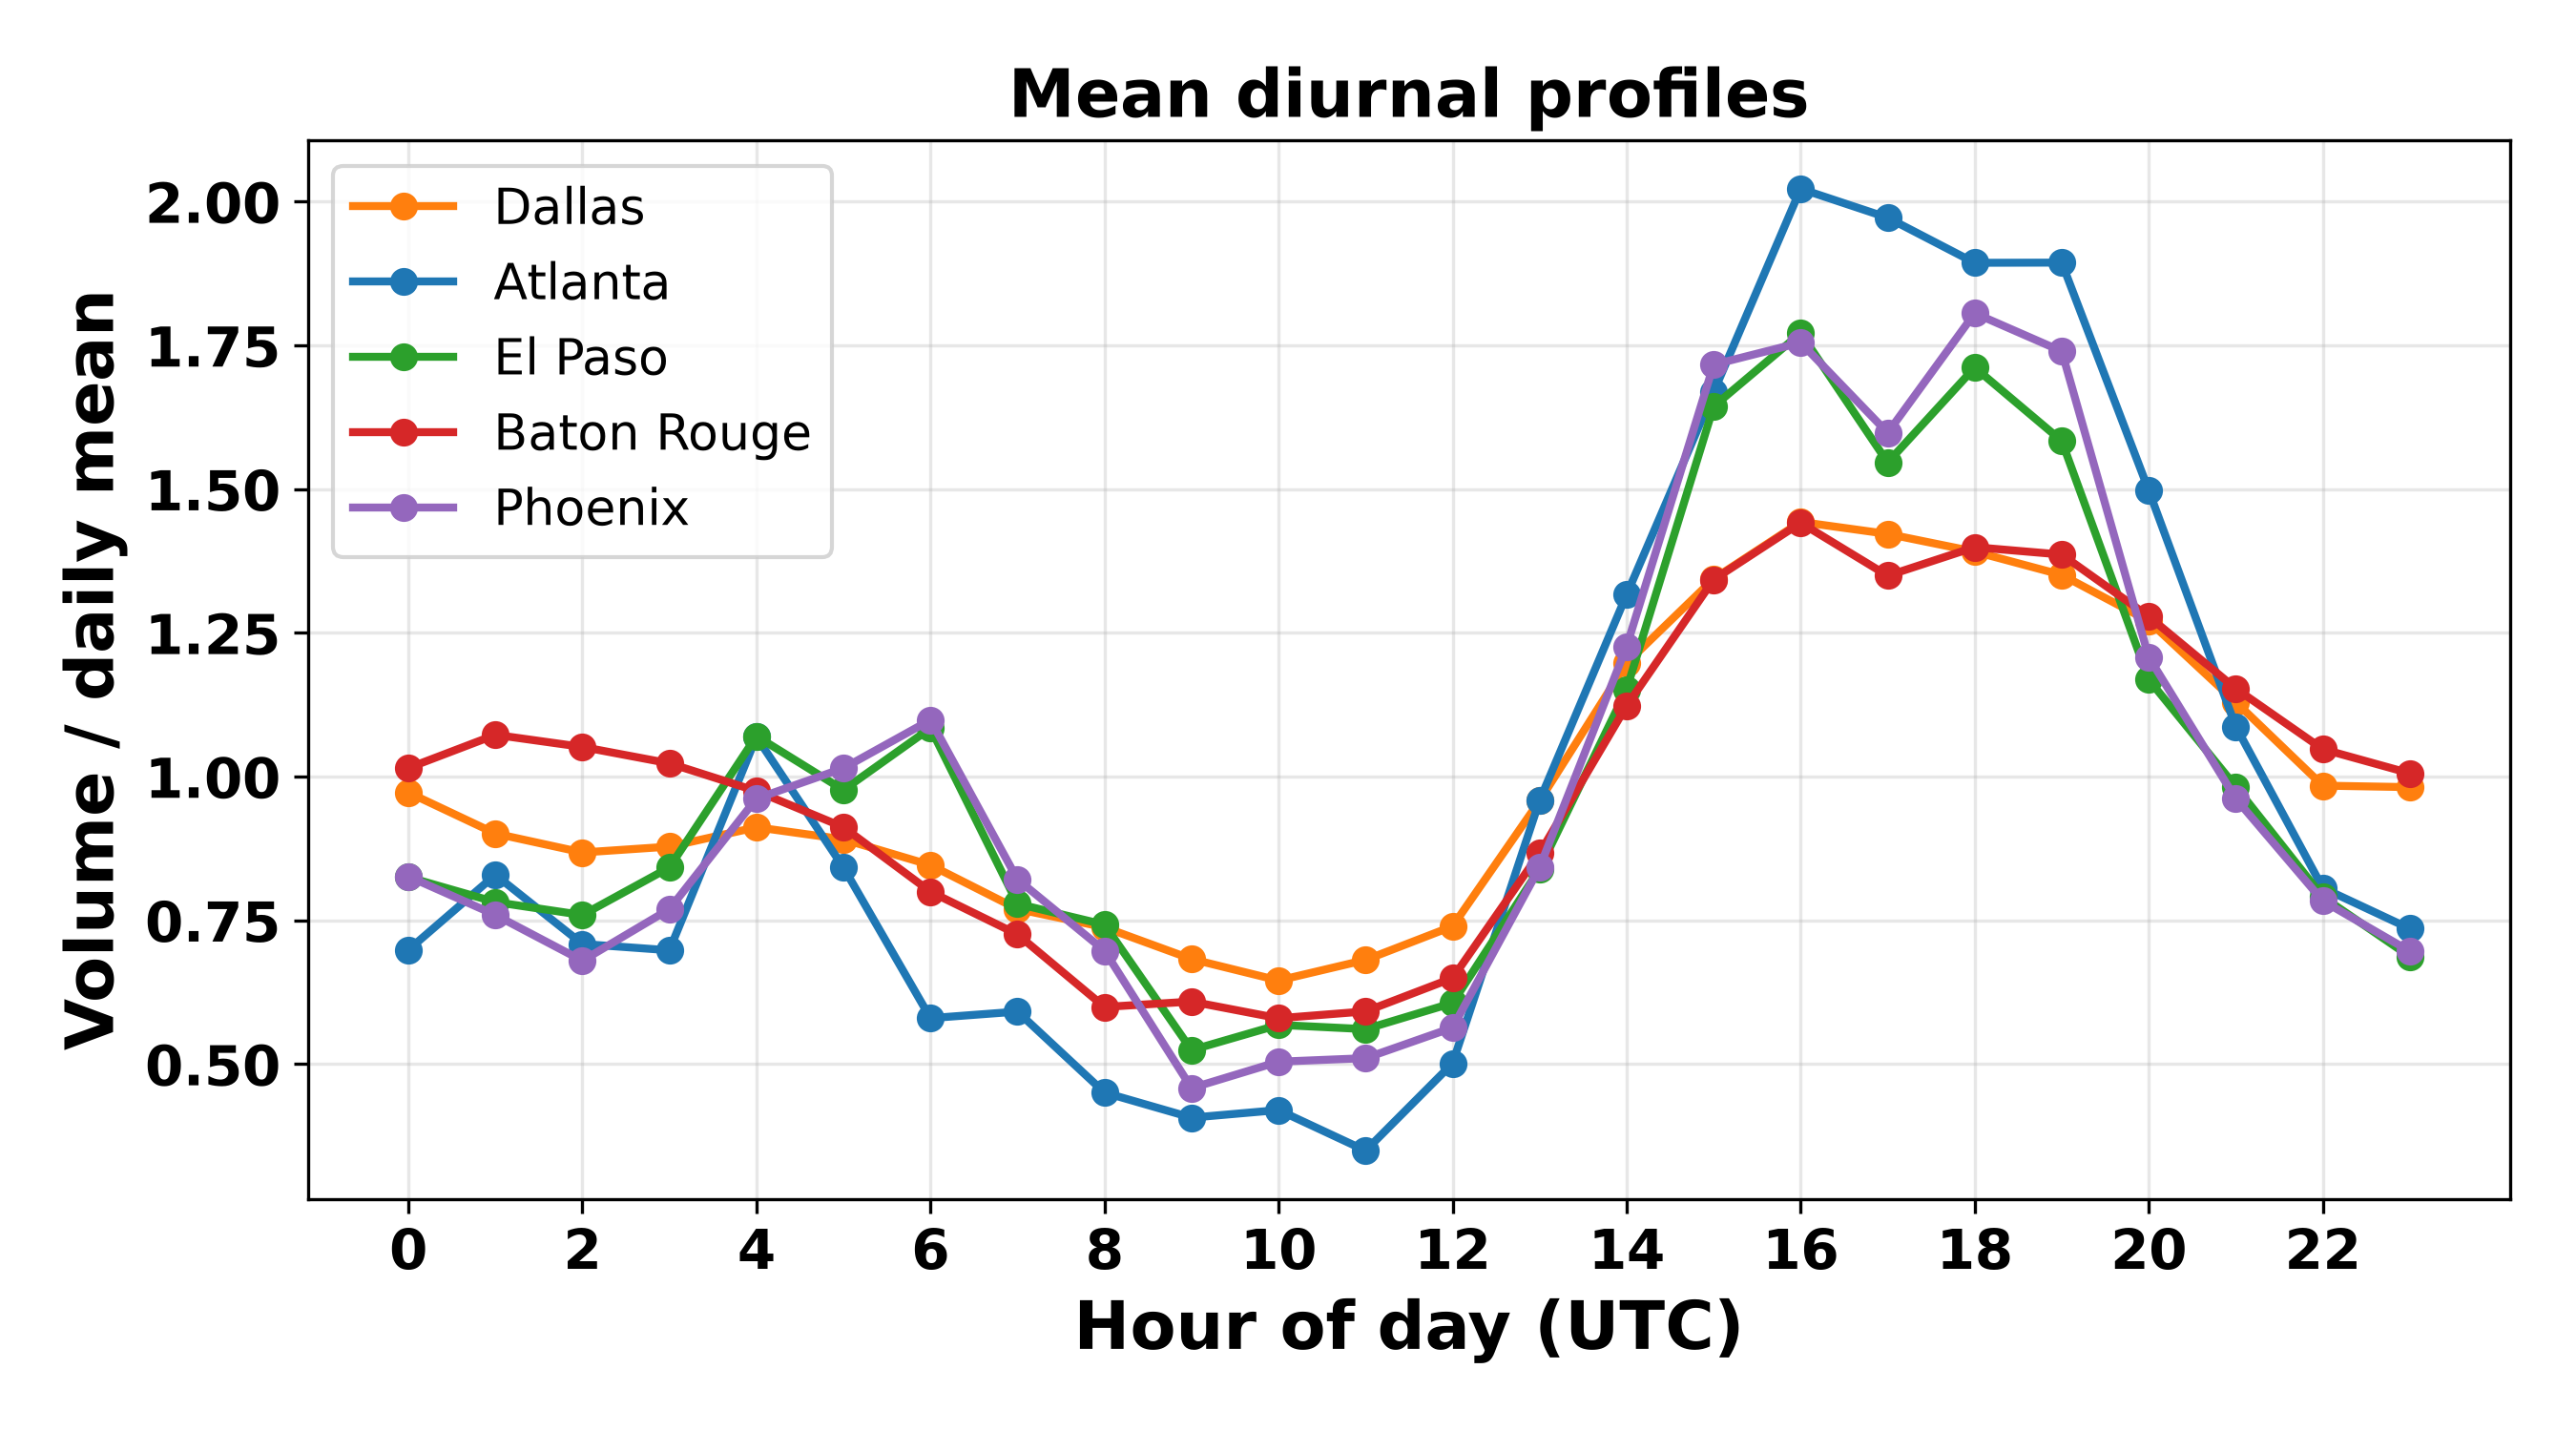 Mean diurnal profiles
Dallas
Atlanta
El Paso
Baton Rouge
Phoenix
Volume / daily mean
2.00
1.75
1.50
1.25
1.00
0.75
0.50
0 2 4 6 8 10 12 14 16 18 20 22
Hour of day (UTC)